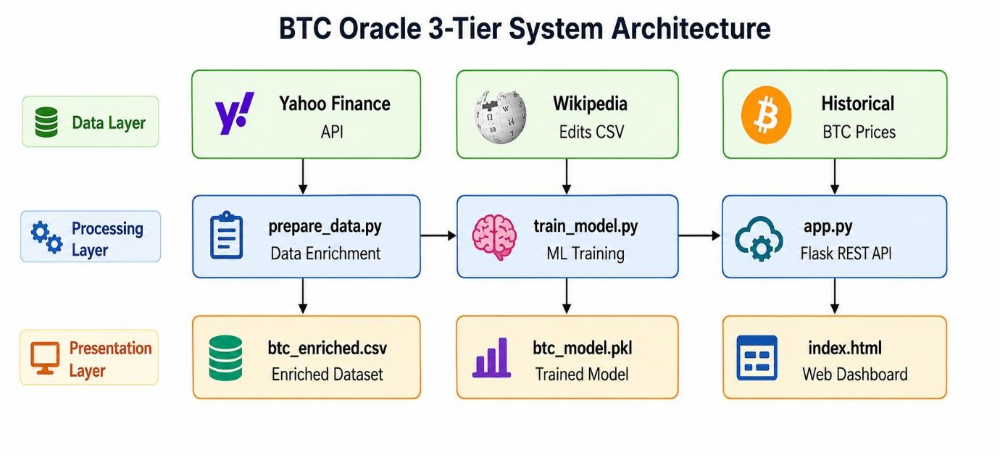 BTC Oracle 3-Tier System Architecture
Data Layer
Yahoo Finance
API
Wikipedia
Edits CSV
Historical
BTC Prices
Processing
Layer
prepare_data.py
Data Enrichment
train_model.py
ML Training
app.py
Flask REST API
Presentation
Layer
btc_enriched.csv
Enriched Dataset
btc_model.pkl
Trained Model
index.html
Web Dashboard